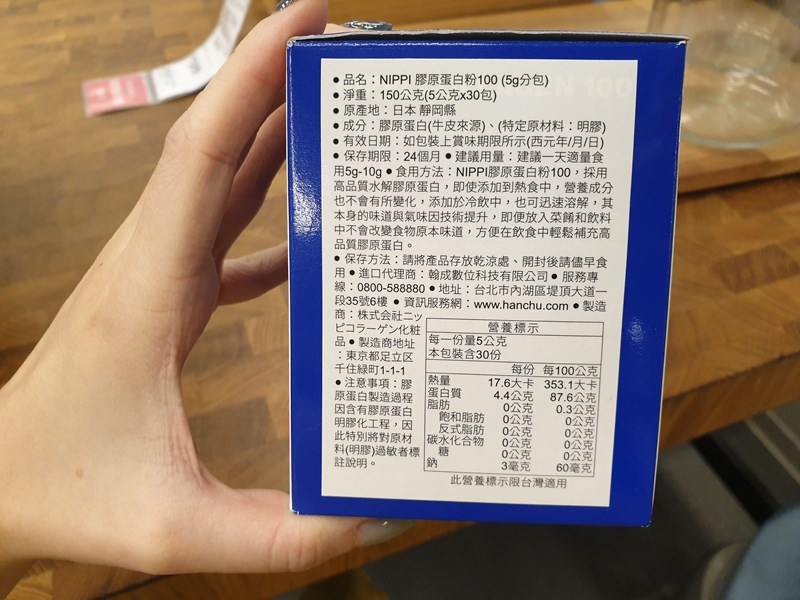 ● 品名：NIPPI 膠原蛋白粉100 (5g分包)
● 淨重：150公克(5公克x30包)
● 原產地：日本 靜岡縣
● 成分：膠原蛋白(牛皮來源)、(特定原材料：明膠)
● 有效日期：如包裝上賞味期限所示(西元年/月/日)
● 保存期限：24個月 ● 建議用量：建議一天適量食
用5g-10g ● 食用方法：NIPPI膠原蛋白粉100，採用
高品質水解膠原蛋白，即使添加到熱食中，營養成分
也不會有所變化，添加於冷飲中，也可迅速溶解，其
本身的味道與氣味因技術提升，即便放入菜餚和飲料
中不會改變食物原本味道，方便在飲食中輕鬆補充高
品質膠原蛋白。
● 保存方法：請將產品存放乾涼處、開封後請儘早食
用 ● 進口代理商：翰成數位科技有限公司 ● 服務專
線：0800-588880 ● 地址：台北市內湖區堤頂大道一
段35號6樓 ● 資訊服務網：www.hanchu.com ● 製造
商：株式会社ニッ
ピコラーゲン化粧
品 ● 製造商地址
：東京都足立区
千住緑町1-1-1
● 注意事項：膠
原蛋白製造過程
因含有膠原蛋白
明膠化工程，因
此特別將對原材
料(明膠)過敏者標
註說明。
營養標示
每一份量5公克
本包裝含30份
每份 每100公克
熱量 17.6大卡 353.1大卡
蛋白質 4.4公克 87.6公克
脂肪 0公克 0.3公克
飽和脂肪 0公克 0公克
反式脂肪 0公克 0公克
碳水化合物 0公克 0公克
糖 0公克 0公克
鈉 3毫克 60毫克
此營養標示限台灣適用